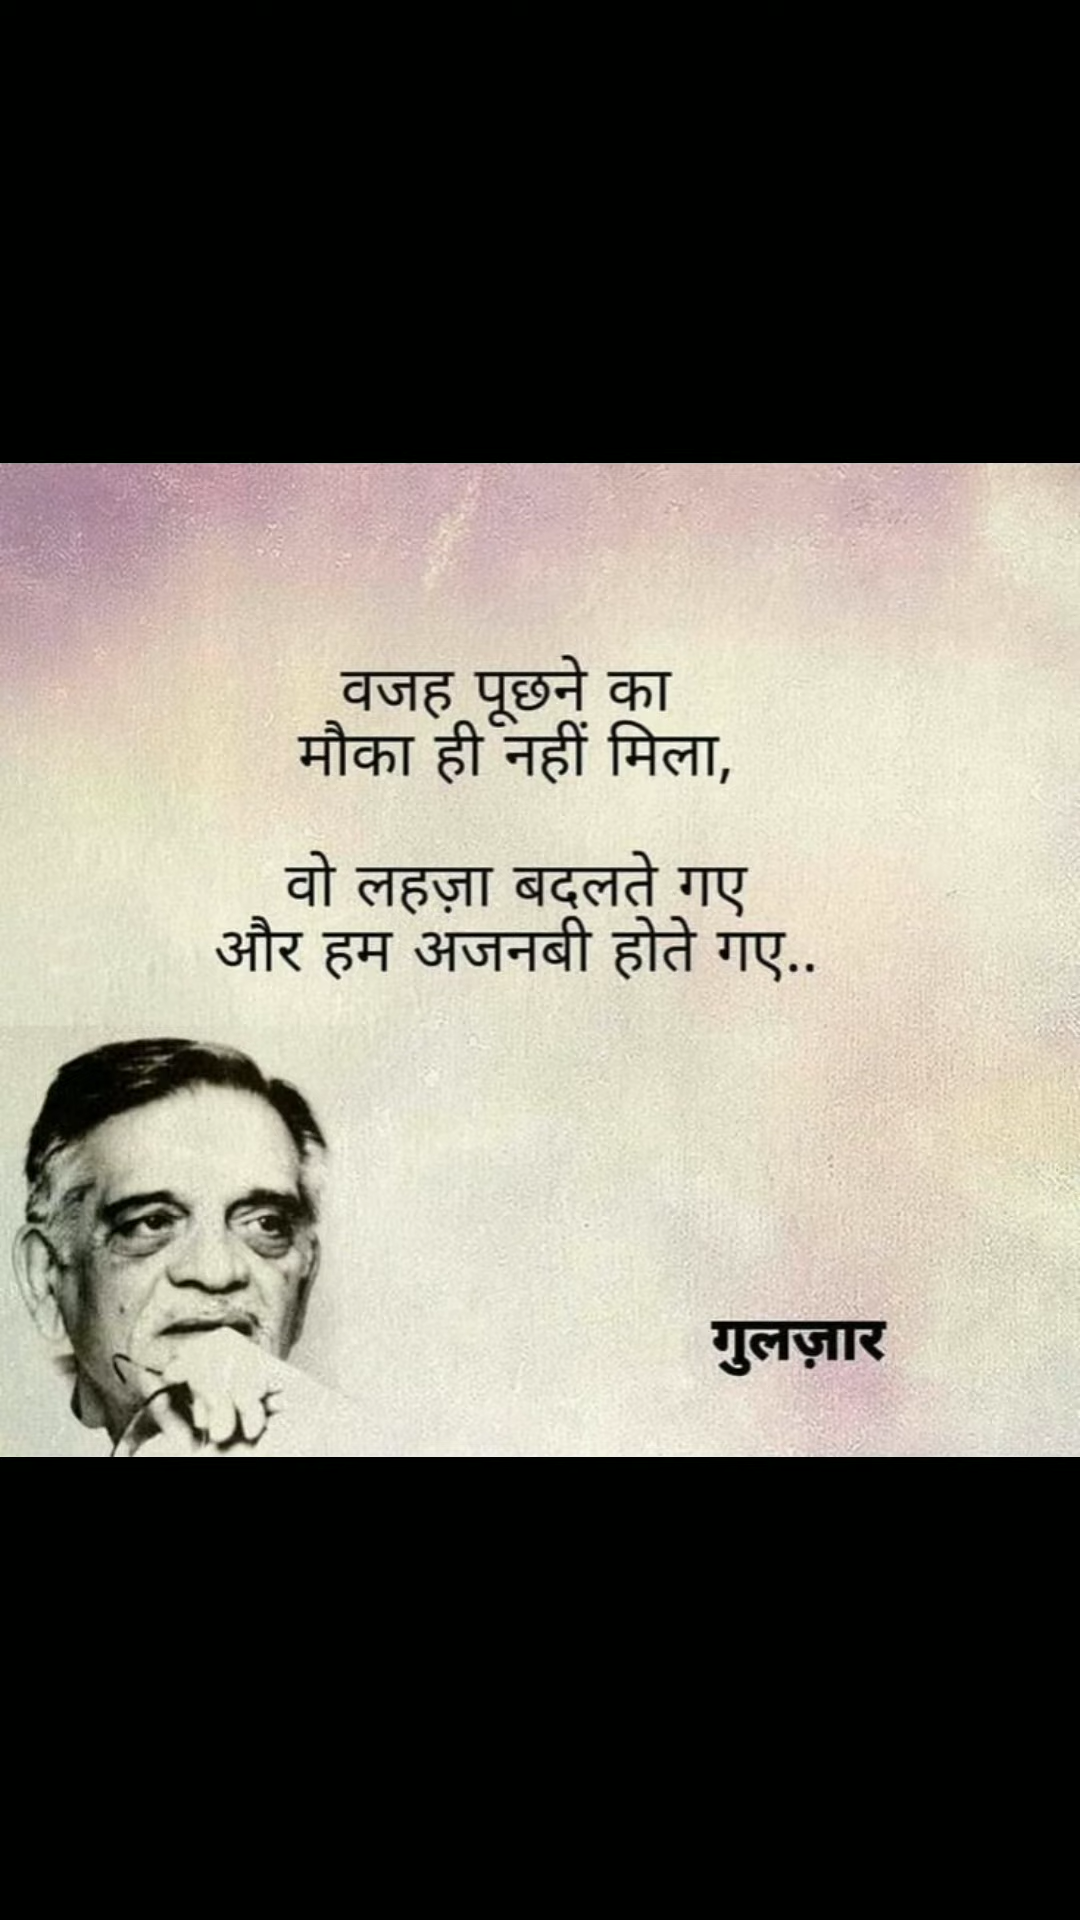 वजह पूछने का
मौका ही नहीं मिला,
वो लहज़ा बदलते गए
और हम अजनबी होते गए..
गुलज़ार